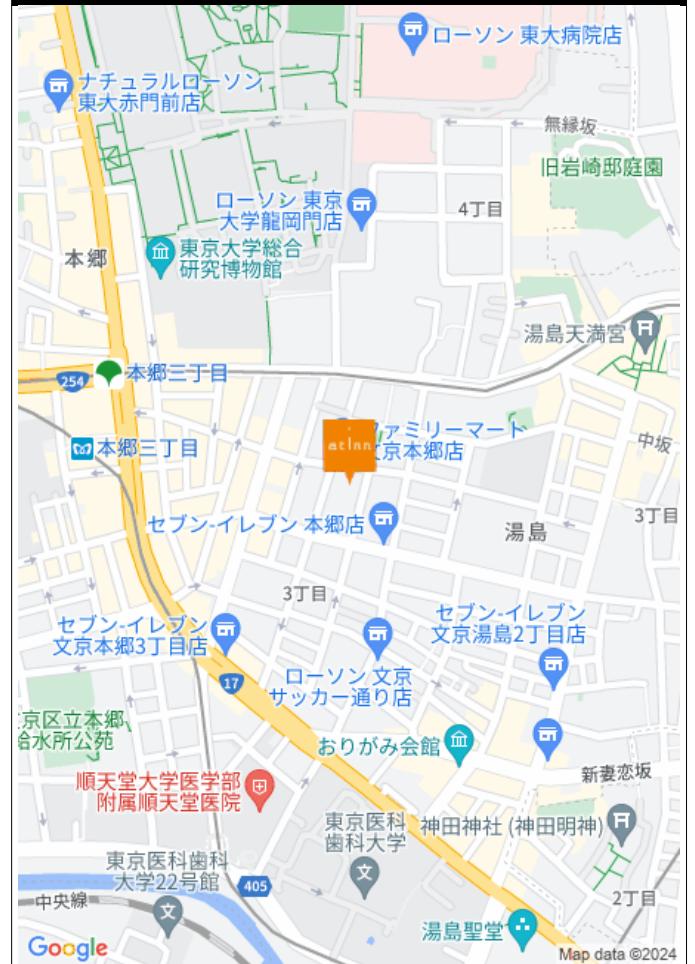 ローソン 東大病院店
ナチュラルローソン
東大赤門前店
無縁坂
旧岩崎邸庭園
ローソン 東京
大学龍岡門店
4丁目
本郷
東京大学総合
研究博物館
湯島天満宮
254
本郷三丁目
atinn
ファミリーマート
文京本郷店
中坂
本郷三丁目
3丁目
セブン-イレブン 本郷店
湯島
3丁目
セブン-イレブン
文京湯島2丁目店
セブン-イレブン
文京本郷3丁目店
ローソン 文京
サッカー通り店
17
京区立本郷
給水所公苑
おりがみ会館
新妻恋坂
順天堂大学医学部
附属順天堂医院
東京医科
歯科大学
神田神社 (神田明神)
東京医科歯科
大学22号館
405
中央線
2丁目
湯島聖堂
Google
Map data ©2024